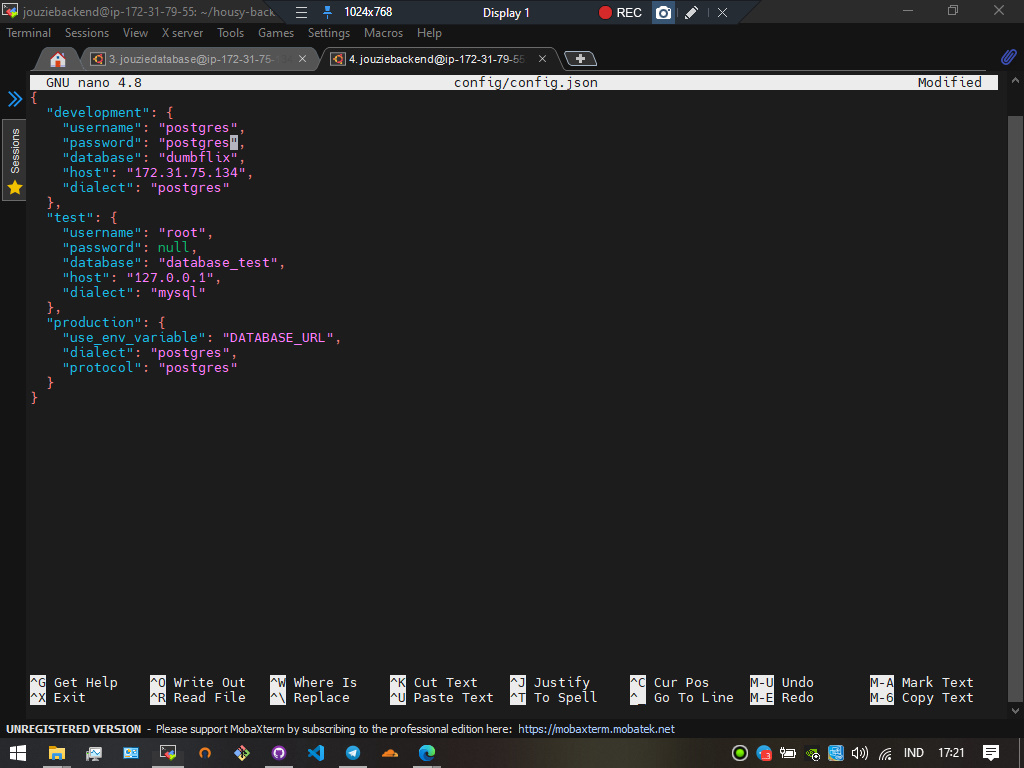 jouziebackend@ip-172-31-79-55: ~/housy-back
1024x768
Display 1
REC
Terminal Sessions View X server Tools Games Settings Macros Help
3. jouziedatabase@ip-172-31-75-
4. jouziebackend@ip-172-31-79-55
Sessions
GNU nano 4.8 config/config.json Modified
{
"development": {
"username": "postgres",
"password": "postgres",
"database": "dumbflix",
"host": "172.31.75.134",
"dialect": "postgres"
},
"test": {
"username": "root",
"password": null,
"database": "database_test",
"host": "127.0.0.1",
"dialect": "mysql"
},
"production": {
"use_env_variable": "DATABASE_URL",
"dialect": "postgres",
"protocol": "postgres"
}
}
^G Get Help ^O Write Out ^W Where Is ^K Cut Text ^J Justify ^C Cur Pos M-U Undo M-A Mark Text
^X Exit ^R Read File ^\ Replace ^U Paste Text ^T To Spell ^_ Go To Line M-E Redo M-6 Copy Text
UNREGISTERED VERSION - Please support MobaXterm by subscribing to the professional edition here: https://mobaxterm.mobatek.net
IND 17:21